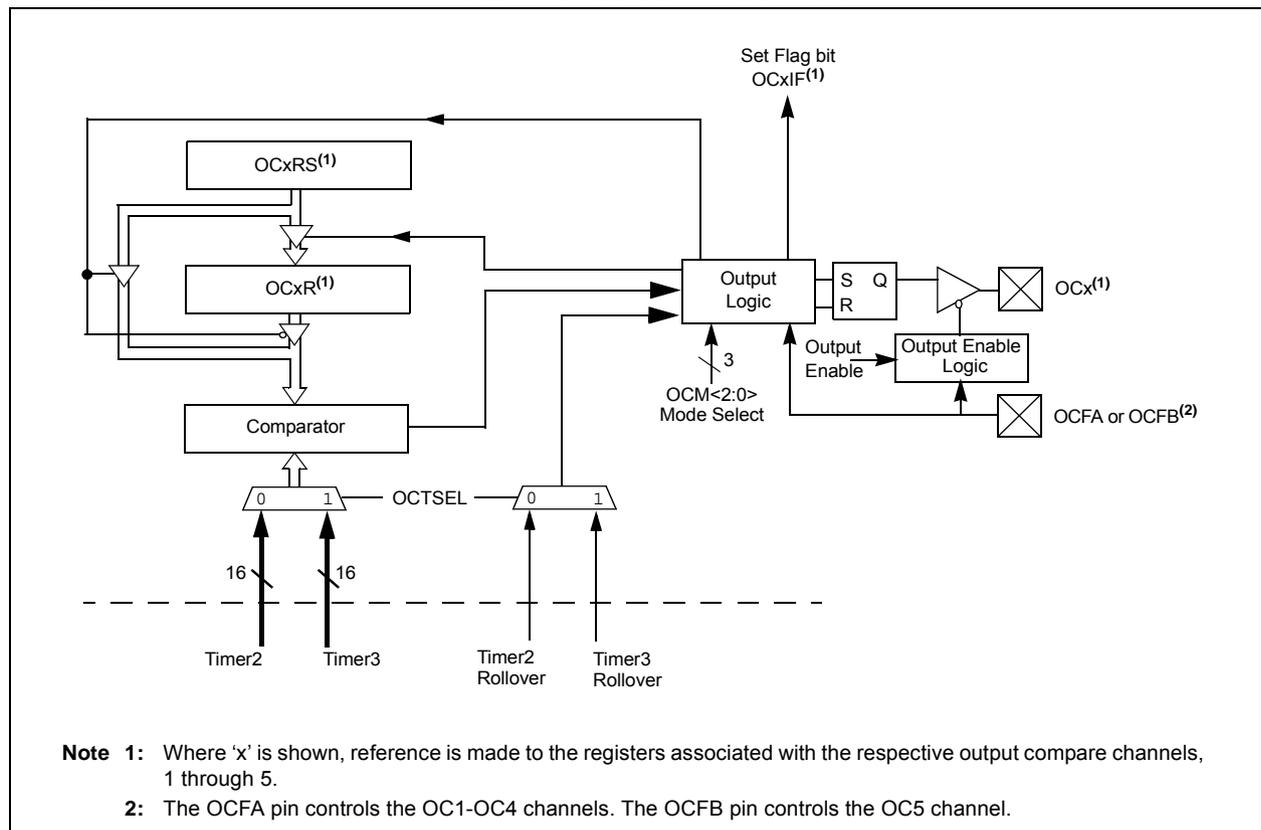 Set Flag bit
OCxIF(1)
OCxRS(1)
OCxR(1)
Output
Logic
S Q
R
OCx(1)
3
Output
Enable
Output Enable
Logic
OCM<2:0>
Mode Select
OCFA or OCFB(2)
Comparator
0 1
OCTSEL
0 1
16
16
Timer2
Timer3
Timer2
Rollover
Timer3
Rollover
Note 1: Where ‘x’ is shown, reference is made to the registers associated with the respective output compare channels,
1 through 5.
2: The OCFA pin controls the OC1-OC4 channels. The OCFB pin controls the OC5 channel.